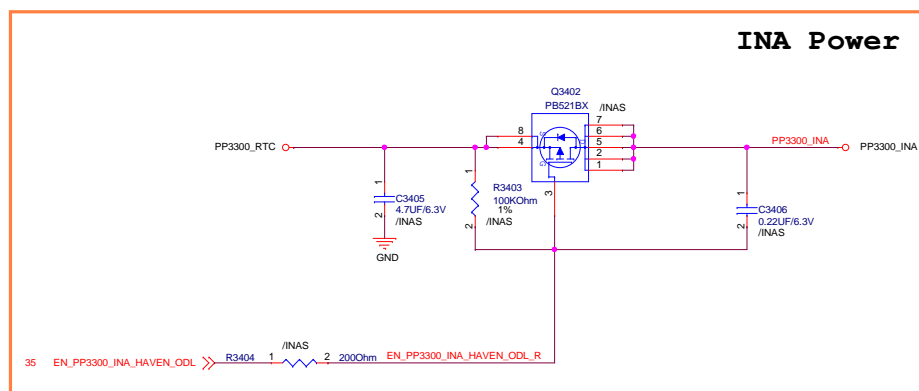 INA Power
Q3402
PB521BX
/INAS
7
8
6
PP3300_RTC
4
5
PP3300_INA
PP3300_INA
2
1
1
1
R3403
100KOhm
1%
/INAS
2
3
1
C3405
4.7UF/6.3V
/INAS
2
GND
C3406
0.22UF/6.3V
/INAS
2
/INAS
35
EN_PP3300_INA_HAVEN_ODL
R3404
1
2
200Ohm
EN_PP3300_INA_HAVEN_ODL_R